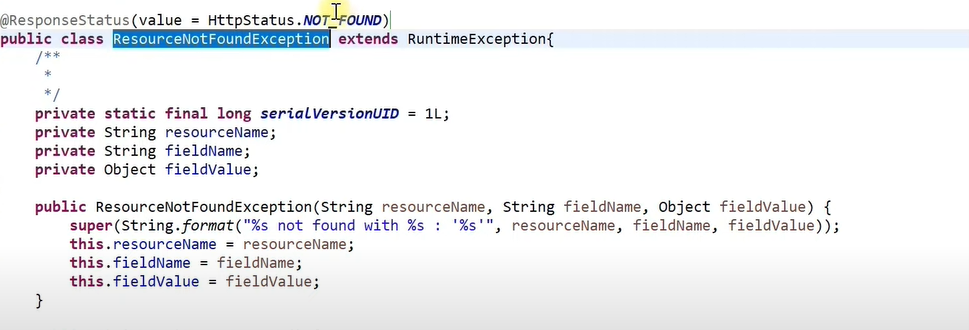 @ResponseStatus(value = HttpStatus.NOT_FOUND)
public class ResourceNotFoundException extends RuntimeException{
    /**
     *
     */
    private static final long serialVersionUID = 1L;
    private String resourceName;
    private String fieldName;
    private Object fieldValue;

    public ResourceNotFoundException(String resourceName, String fieldName, Object fieldValue) {
        super(String.format("%s not found with %s : '%s'", resourceName, fieldName, fieldValue));
        this.resourceName = resourceName;
        this.fieldName = fieldName;
        this.fieldValue = fieldValue;
    }